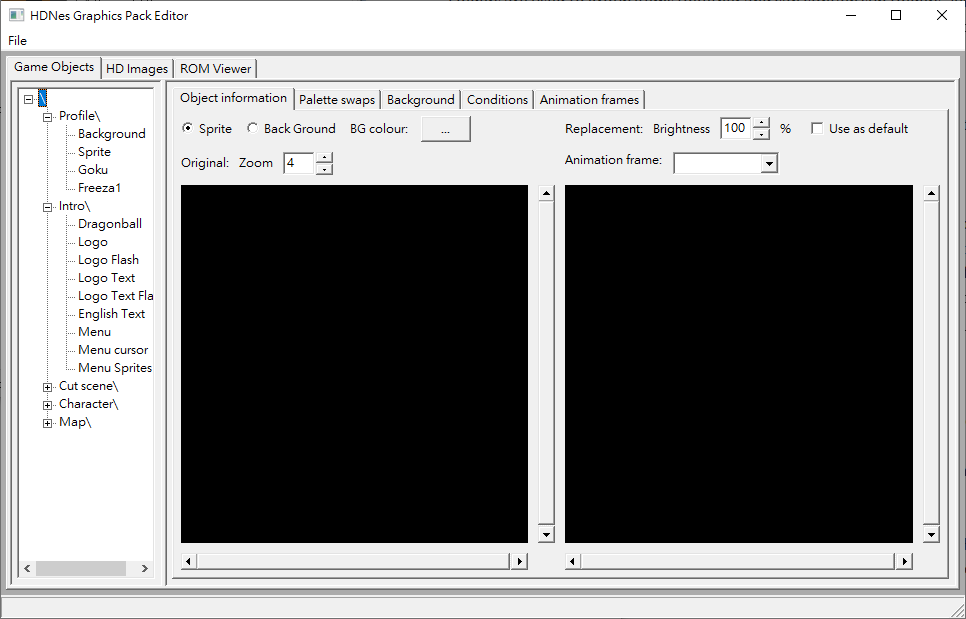 HDNes Graphics Pack Editor
File
Game Objects HD Images ROM Viewer
\
Profile\
Background
Sprite
Goku
Freeza1
Intro\
Dragonball
Logo
Logo Flash
Logo Text
Logo Text Fla
English Text
Menu
Menu cursor
Menu Sprites
Cut scene\
Character\
Map\
Object information Palette swaps Background Conditions Animation frames
Sprite Back Ground BG colour: ... Replacement: Brightness 100 % Use as default
Original: Zoom 4 Animation frame: